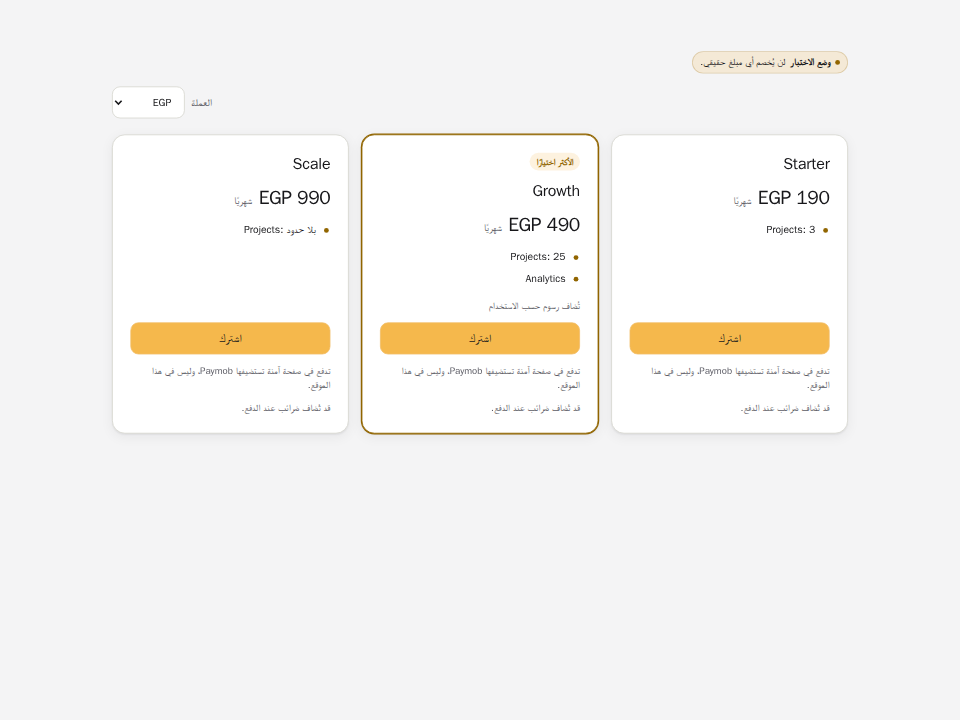 وضع الاختبار لن يُخصم أي مبلغ حقيقي.
العملة EGP
Starter
EGP 190 شهريًا
Projects: 3
اشترك
تدفع في صفحة آمنة تستضيفها Paymob، وليس في هذا
الموقع.
قد تُضاف ضرائب عند الدفع.
الأكثر اختيارًا
Growth
EGP 490 شهريًا
Projects: 25
Analytics
تُضاف رسوم حسب الاستخدام
اشترك
تدفع في صفحة آمنة تستضيفها Paymob، وليس في هذا
الموقع.
قد تُضاف ضرائب عند الدفع.
Scale
EGP 990 شهريًا
Projects: بلا حدود
اشترك
تدفع في صفحة آمنة تستضيفها Paymob، وليس في هذا
الموقع.
قد تُضاف ضرائب عند الدفع.